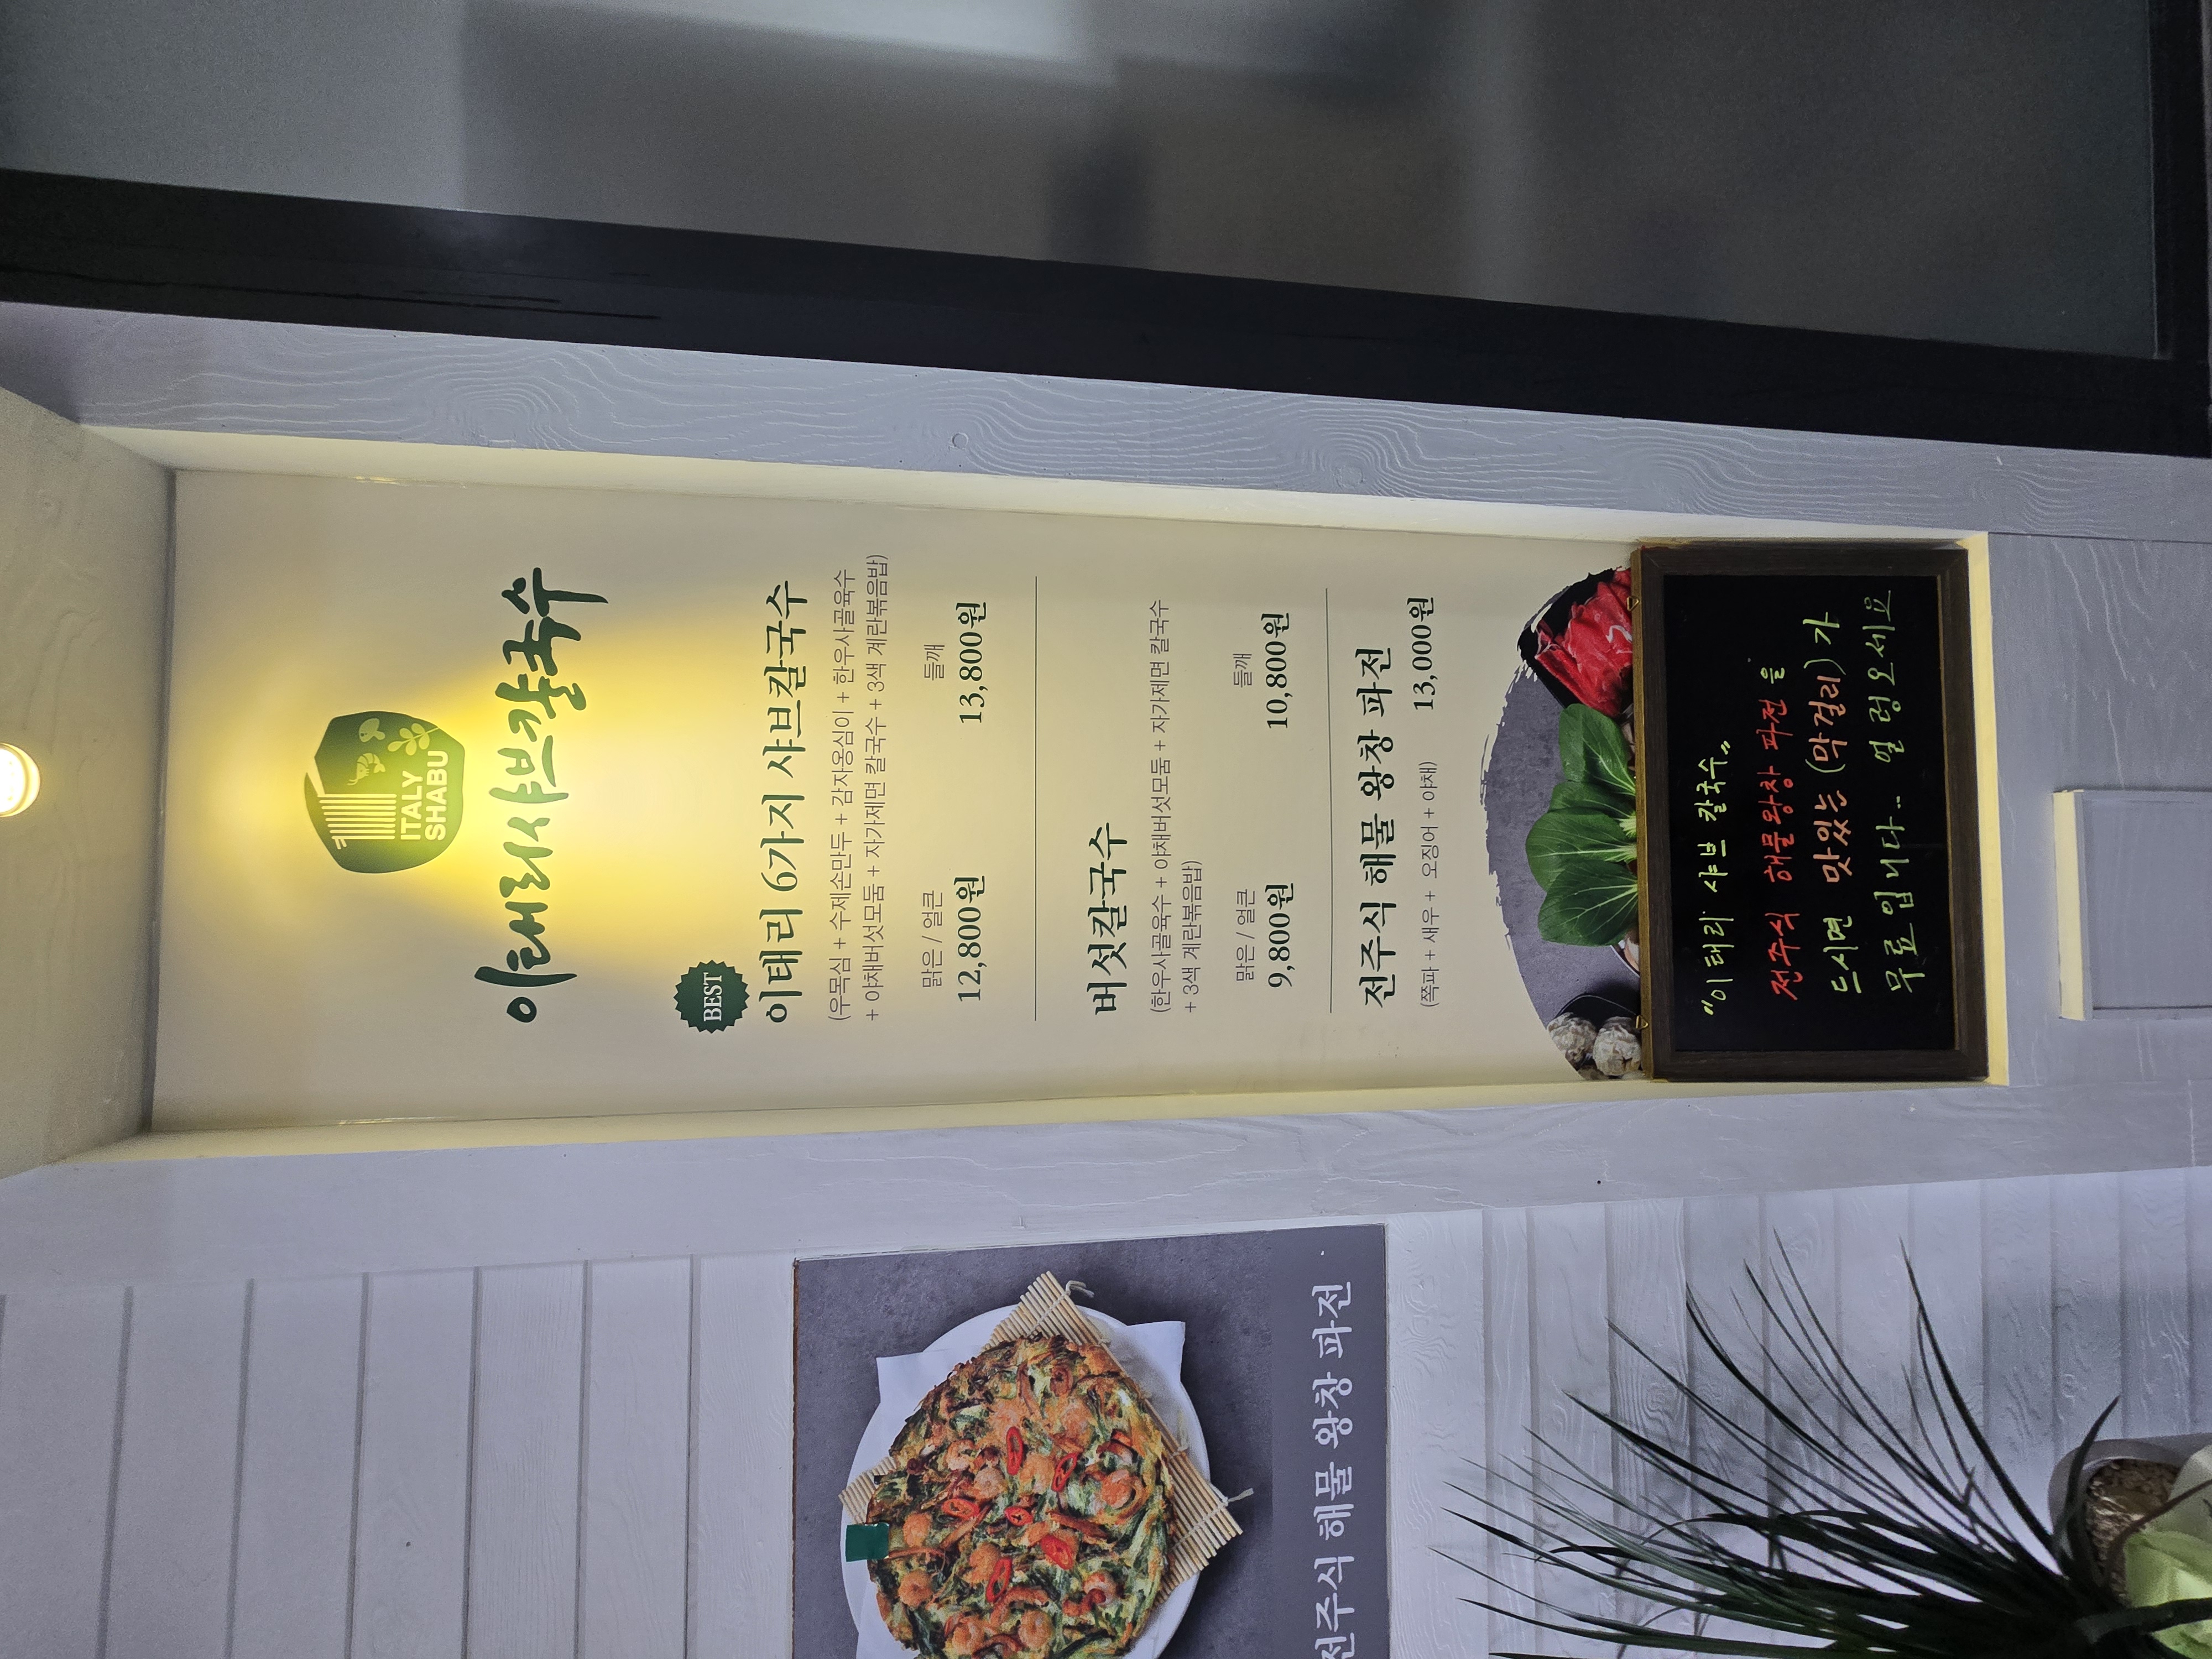 ITALY
SHABU
이태리샤브칼국수
BEST
이태리 6가지 샤브칼국수
(우목심 + 수제손만두 + 감자옹심이 + 한우사골육수
+ 야채버섯모둠 + 자가제면 칼국수 + 3색 계란볶음밥)
맑은 / 얼큰 들깨
12,800원 13,800원
버섯칼국수
(한우사골육수 + 야채버섯모둠 + 자가제면 칼국수
+ 3색 계란볶음밥)
맑은 / 얼큰 들깨
9,800원 10,800원
전주식 해물 왕창 파전
(쪽파 + 새우 + 오징어 + 야채) 13,000원
"이태리 샤브 칼국수"
전주식 해물왕창 파전 을
드시면 맛있는 (막걸리) 가
무료입니다.. 얼렁오세요
전주식 해물 왕창 파전